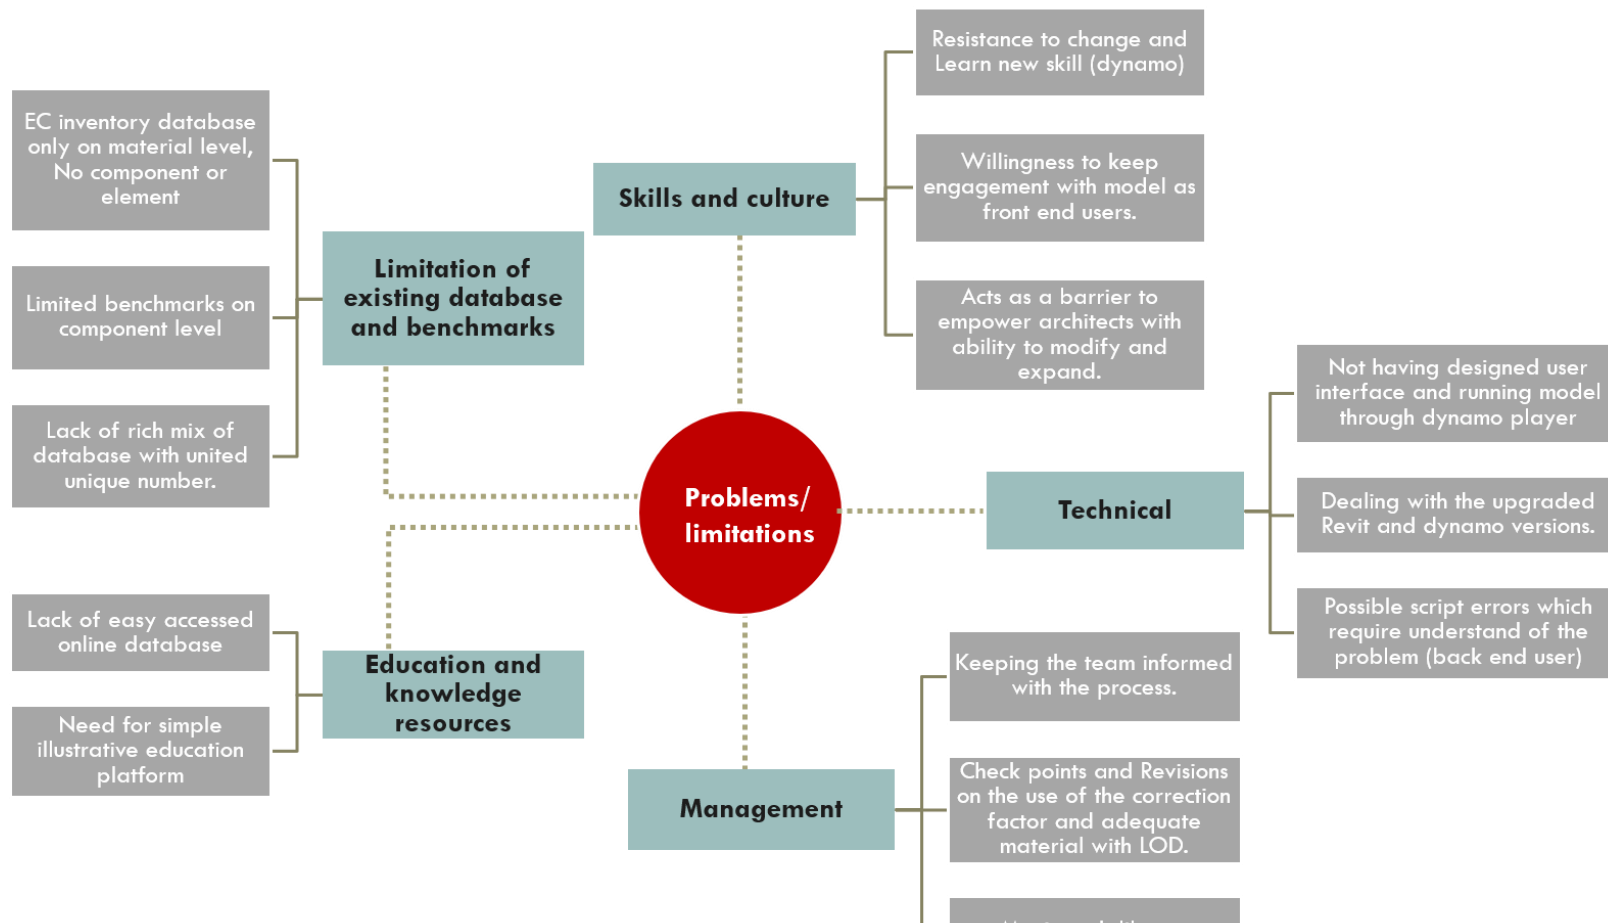 Resistance to change and
Learn new skill (dynamo)
EC inventory database
only on material level,
No component or
element
Willingness to keep
engagement with model as
front end users.
Skills and culture
Limitation of
existing database
and benchmarks
Limited benchmarks on
component level
Acts as a barrier to
empower architects with
ability to modify and
expand.
Not having designed user
interface and running model
through dynamo player
Lack of rich mix of
database with united
unique number.
Problems/
limitations
Technical
Dealing with the upgraded
Revit and dynamo versions.
Lack of easy accessed
online database
Possible script errors which
require understand of the
problem (back end user)
Education and
knowledge
resources
Keeping the team informed
with the process.
Need for simple
illustrative education
platform
Management
Check points and Revisions
on the use of the correction
factor and adequate
material with LOD.